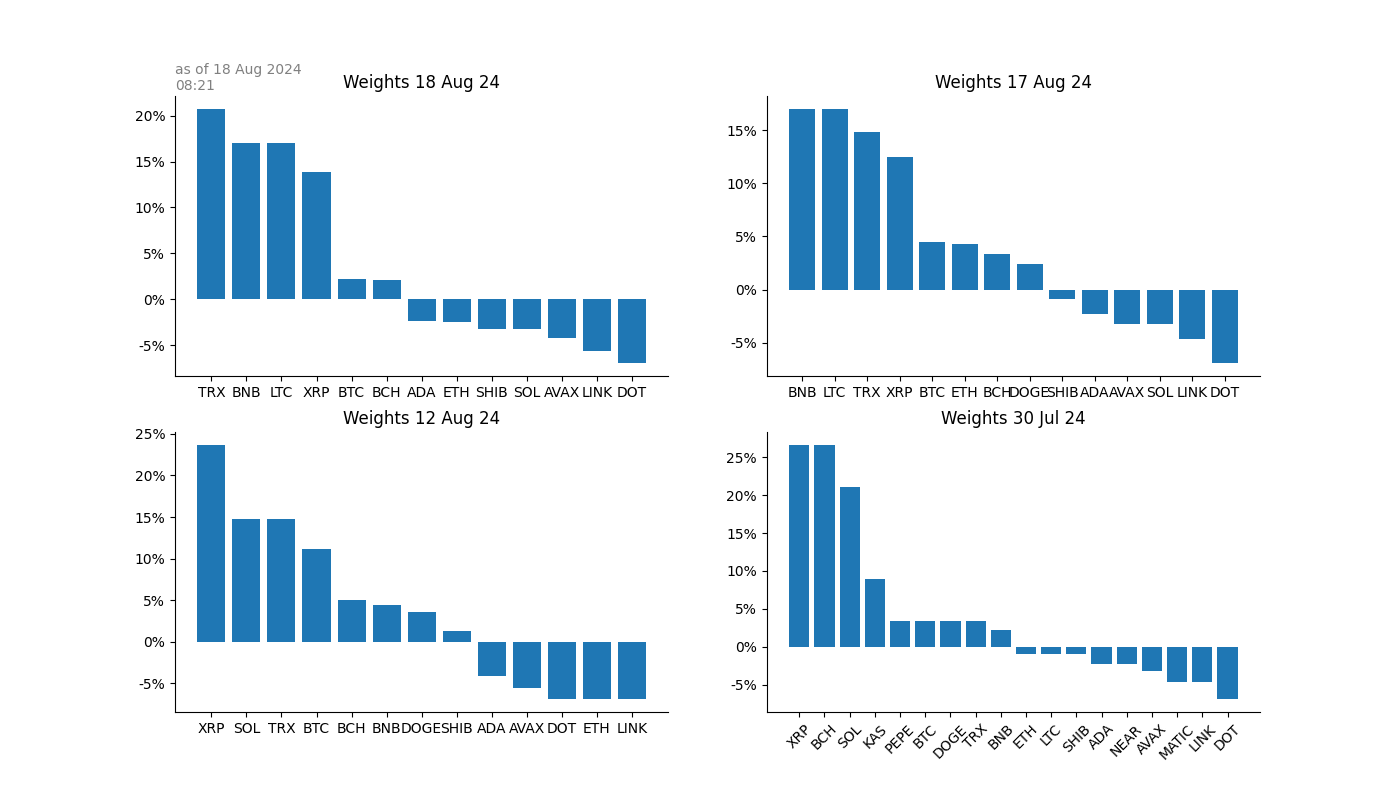 as of 18 Aug 2024
08:21
Weights 18 Aug 24
20%
15%
10%
5%
0%
-5%
TRX BNB LTC XRP BTC BCH ADA ETH SHIB SOL AVAX LINK DOT
Weights 17 Aug 24
15%
10%
5%
0%
-5%
BNB LTC TRX XRP BTC ETH BCH DOGE SHIB ADA AVAX SOL LINK DOT
Weights 12 Aug 24
25%
20%
15%
10%
5%
0%
-5%
XRP SOL TRX BTC BCH BNB DOGE SHIB ADA AVAX DOT ETH LINK
Weights 30 Jul 24
25%
20%
15%
10%
5%
0%
-5%
XRP BCH SOL KAS PEPE BTC DOGE TRX BNB ETH LTC SHIB ADA NEAR AVAX MATIC LINK DOT